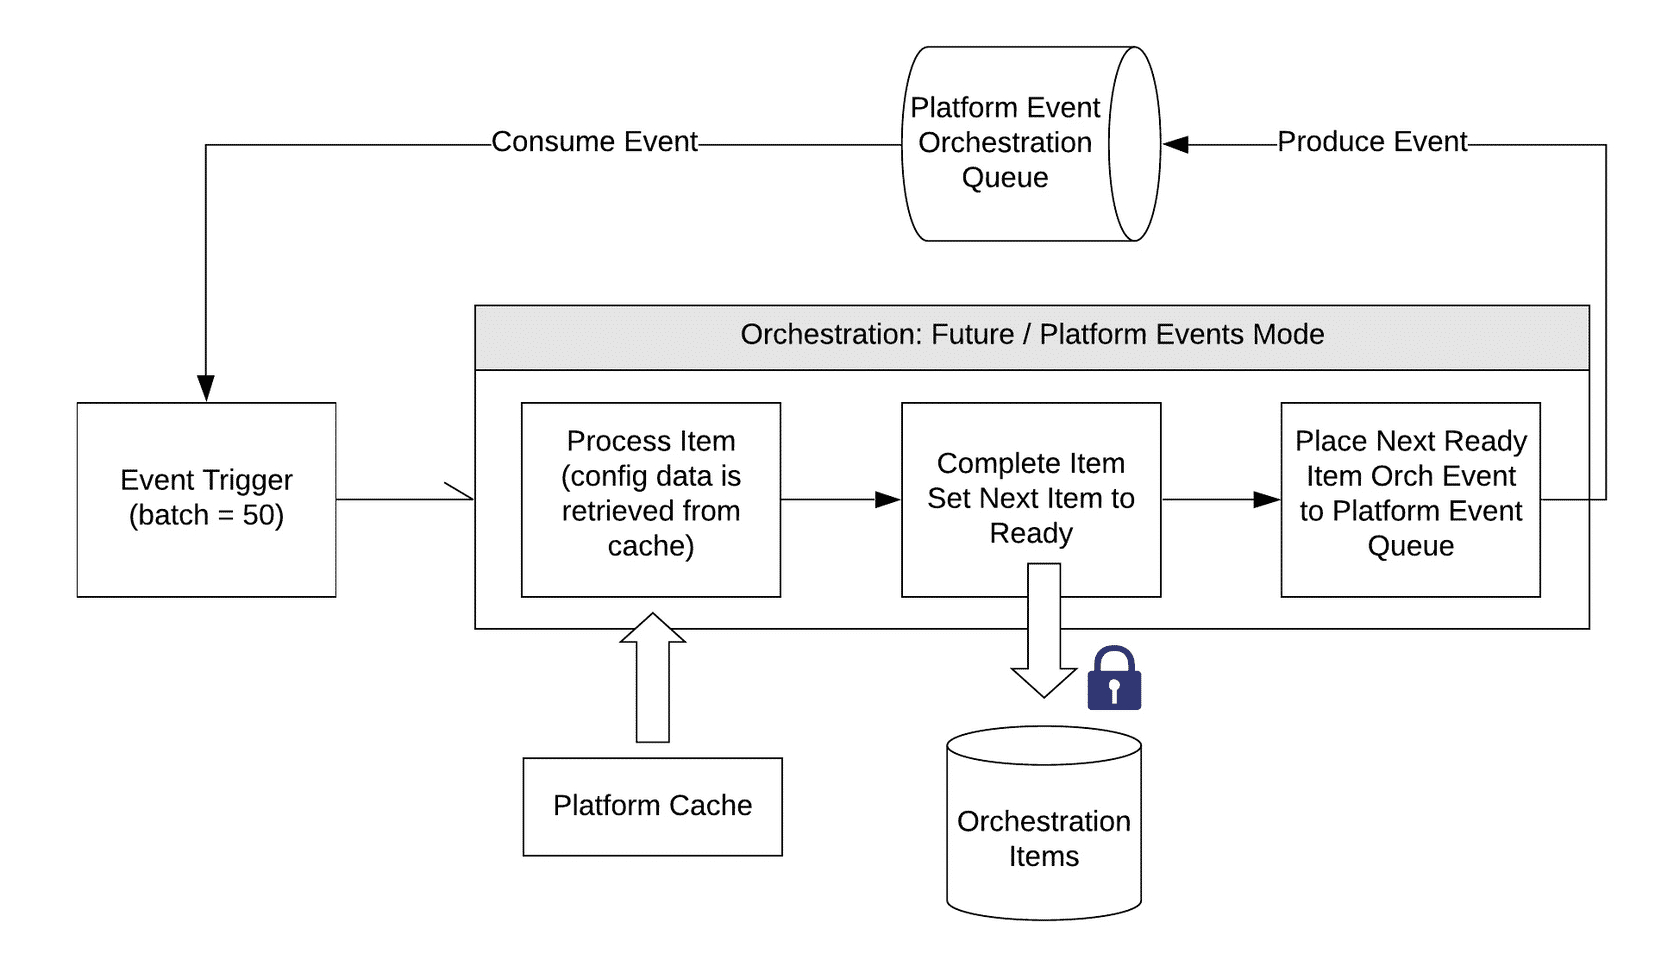 Platform Event
Orchestration
Queue
Consume Event
Produce Event
Orchestration: Future / Platform Events Mode
Event Trigger
(batch = 50)
Process Item
(config data is
retrieved from
cache)
Complete Item
Set Next Item to
Ready
Place Next Ready
Item Orch Event
to Platform Event
Queue
Platform Cache
Orchestration
Items